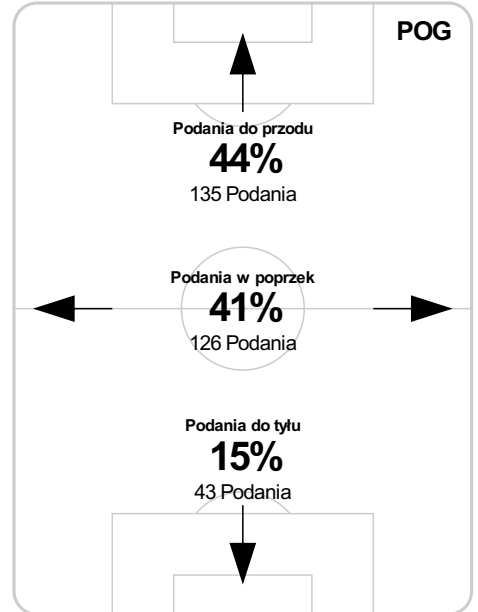 POG
Podania do przodu
44%
135 Podania
Podania w poprzek
41%
126 Podania
Podania do tyłu
15%
43 Podania